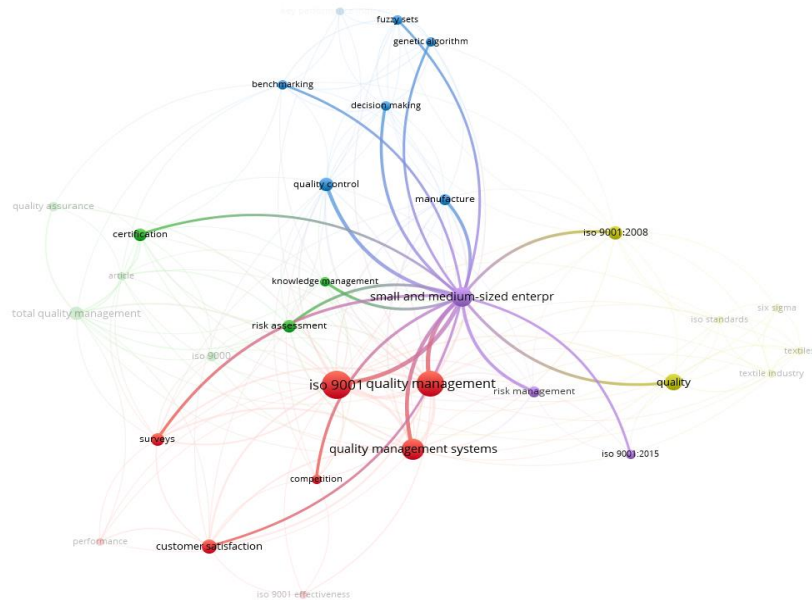 fuzzy sets
genetic algorithm
benchmarking
decision making
quality control
manufacture
quality assurance
certification
iso 9001:2008
article
knowledge management
small and medium-sized enterpr
total quality management
six sigma
iso standards
risk assessment
iso 9000
textiles
textile industry
iso 9001
quality management
quality
risk management
surveys
quality management systems
iso 9001:2015
competition
performance
customer satisfaction
iso 9001 effectiveness